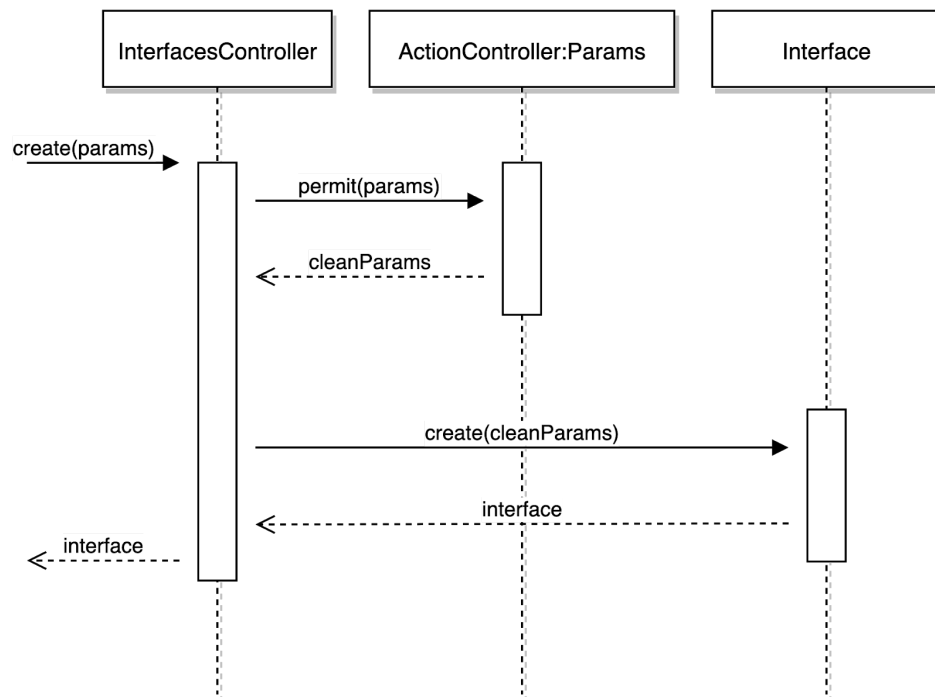 InterfacesController
ActionController:Params
Interface
create(params)
permit(params)
cleanParams
create(cleanParams)
interface
interface